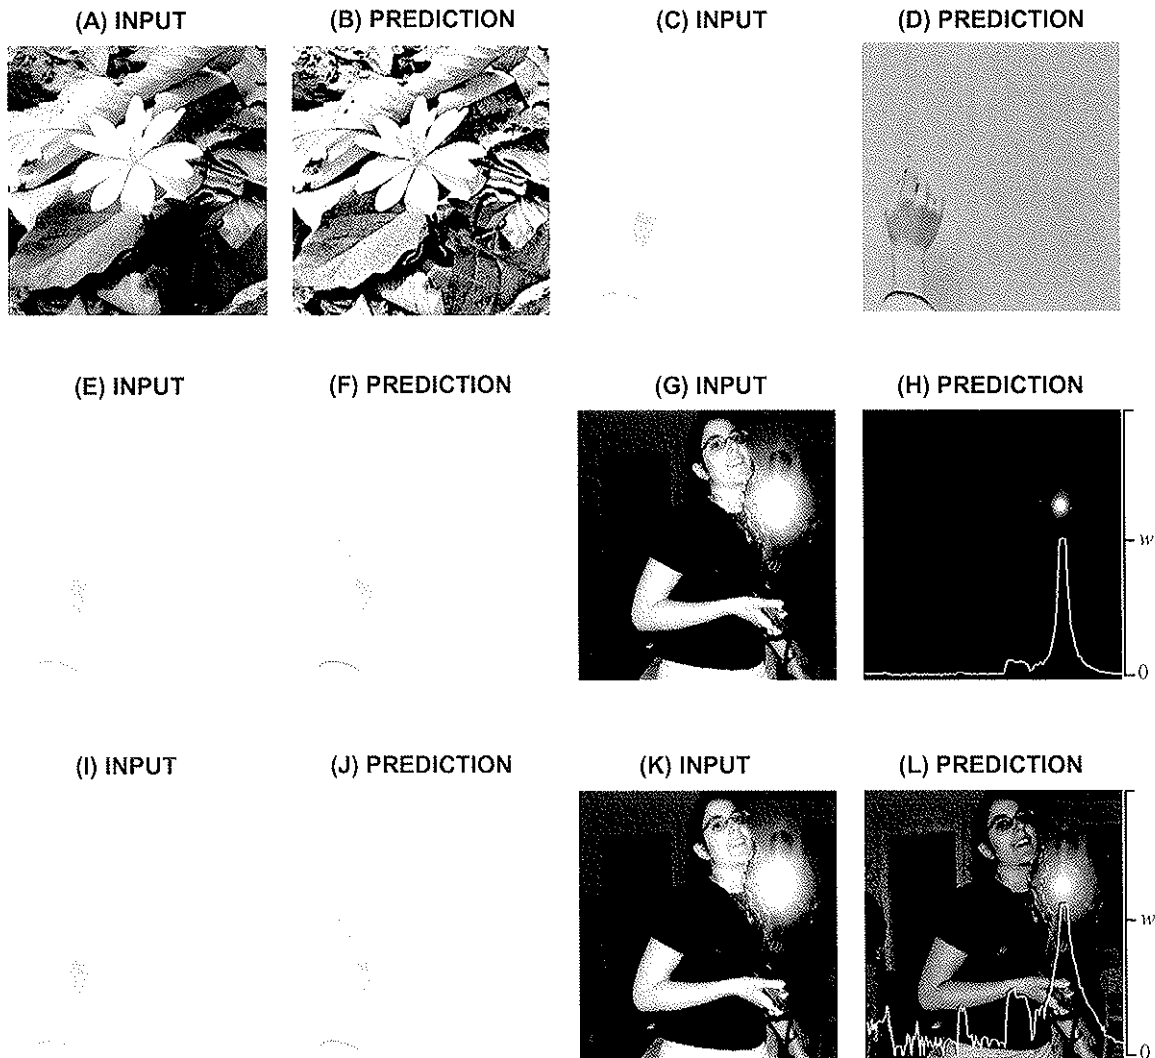 (A) INPUT
(B) PREDICTION
(C) INPUT
(D) PREDICTION
(E) INPUT
(F) PREDICTION
(G) INPUT
(H) PREDICTION
w
0
(I) INPUT
(J) PREDICTION
(K) INPUT
(L) PREDICTION
w
0